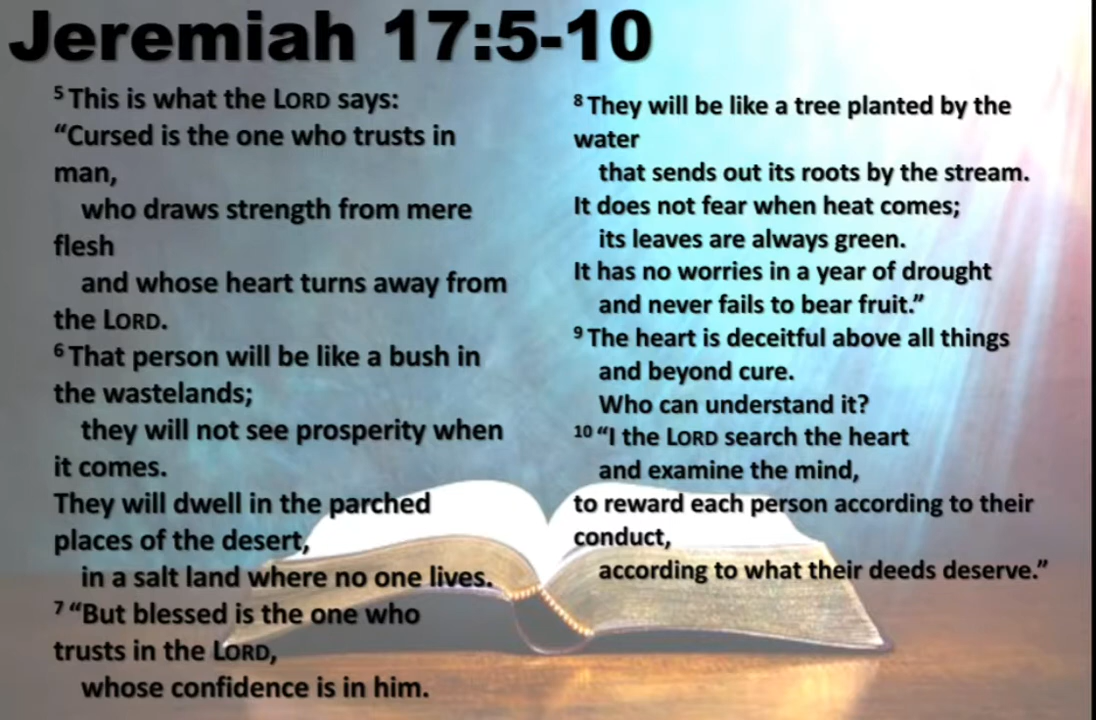 Jeremiah 17:5-10
5 This is what the LORD says:
“Cursed is the one who trusts in
man,
who draws strength from mere
flesh
and whose heart turns away from
the LORD.
6 That person will be like a bush in
the wastelands;
they will not see prosperity when
it comes.
They will dwell in the parched
places of the desert,
in a salt land where no one lives.
7 “But blessed is the one who
trusts in the LORD,
whose confidence is in him.
8 They will be like a tree planted by the
water
that sends out its roots by the stream.
It does not fear when heat comes;
its leaves are always green.
It has no worries in a year of drought
and never fails to bear fruit.”
9 The heart is deceitful above all things
and beyond cure.
Who can understand it?
10 “I the LORD search the heart
and examine the mind,
to reward each person according to their
conduct,
according to what their deeds deserve.”